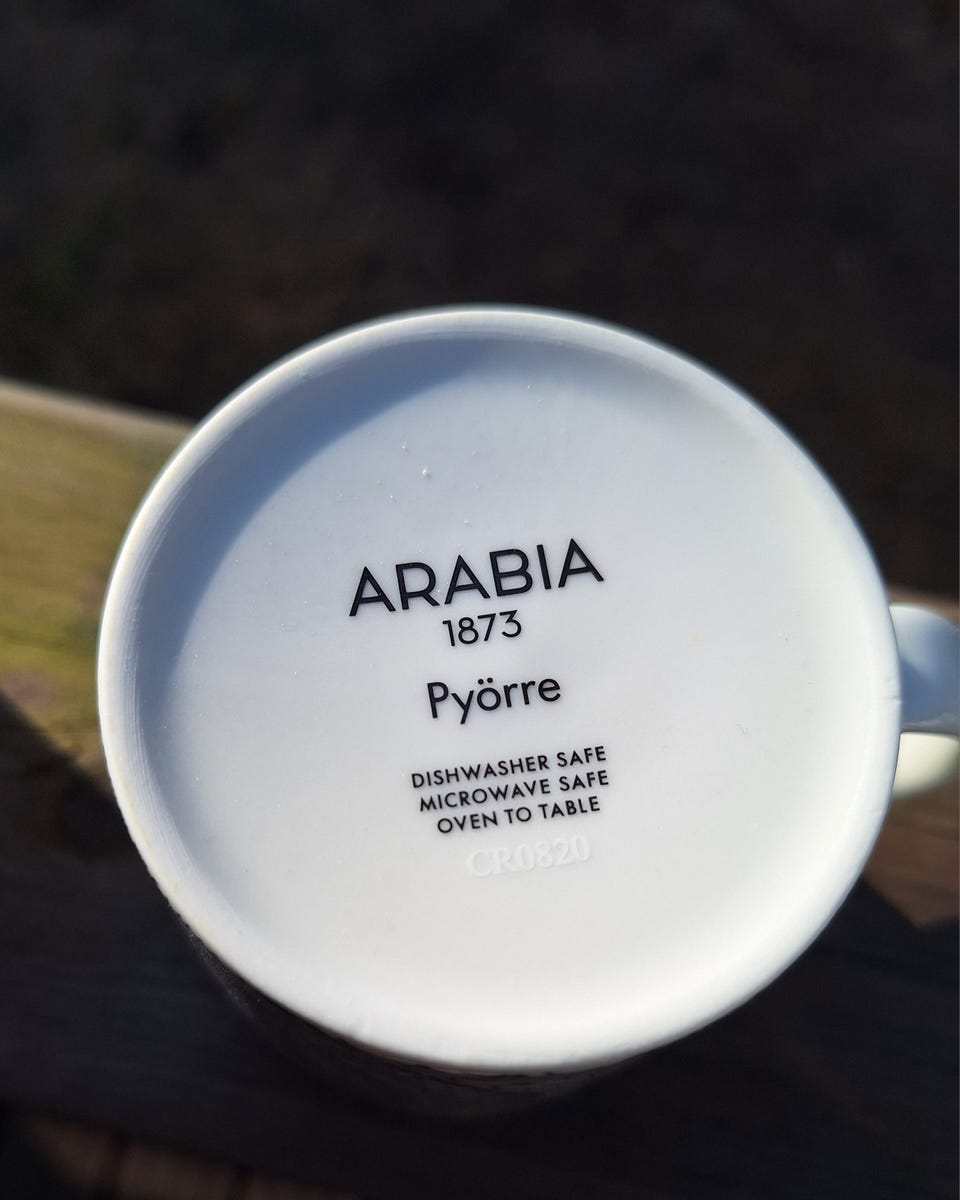 ARABIA
1873
Pyörre
DISHWASHER SAFE
MICROWAVE SAFE
OVEN TO TABLE
CR0820